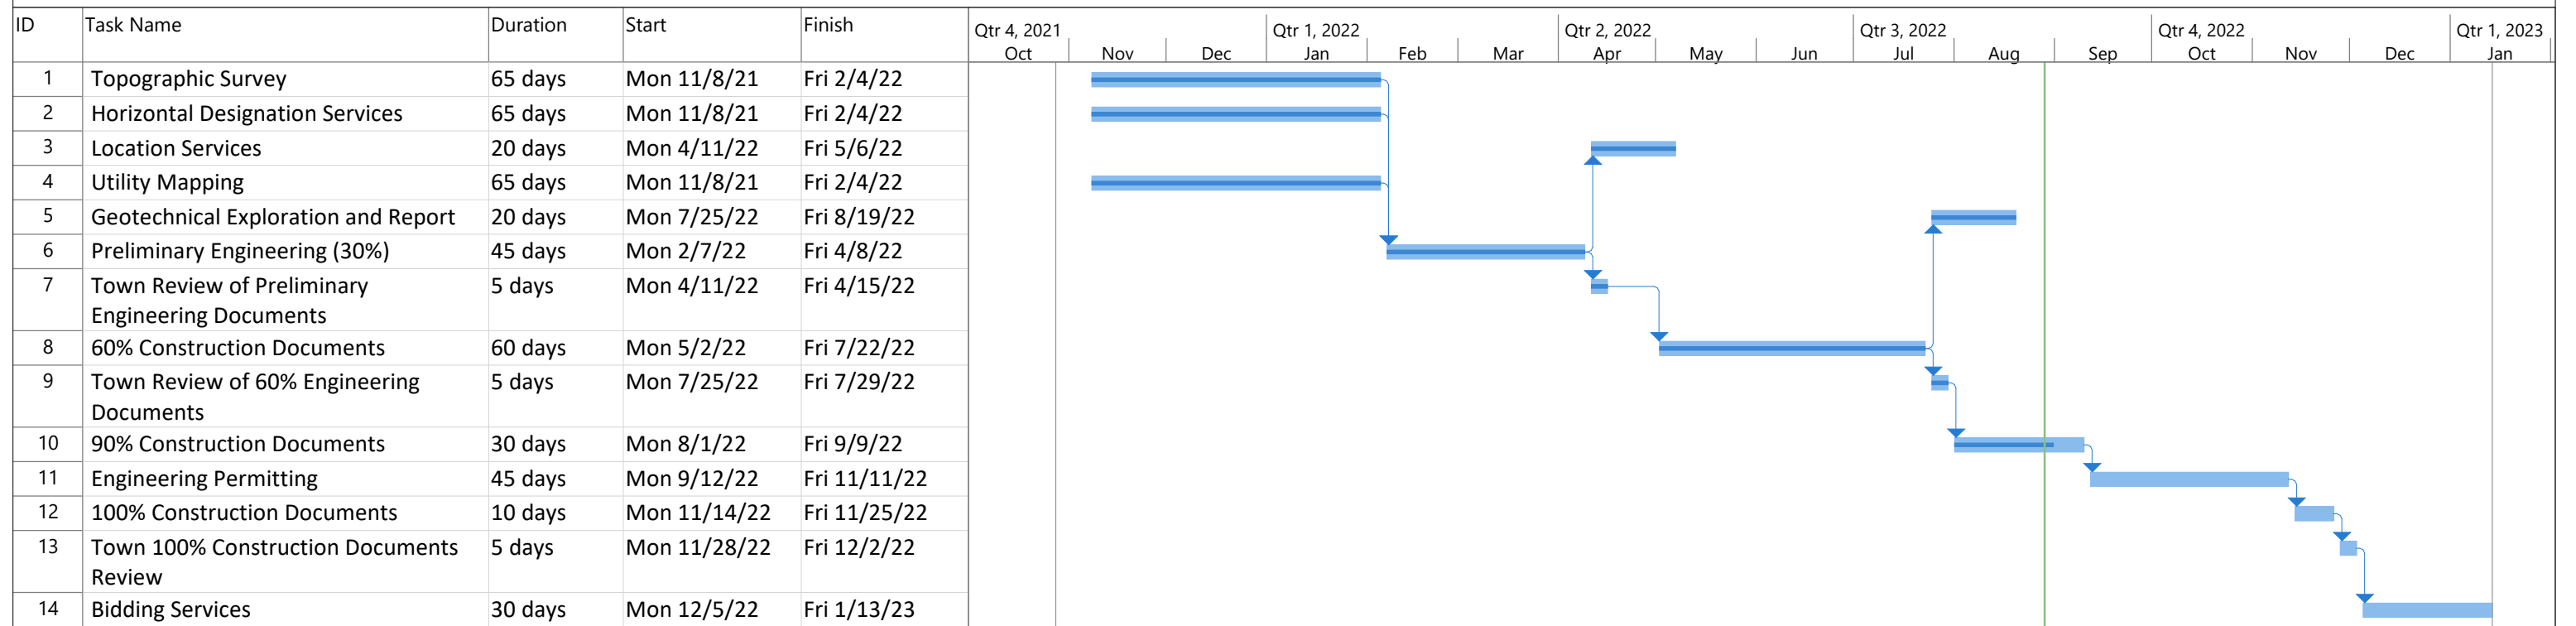 ID Task Name Duration Start Finish
Qtr 4, 2021 Qtr 1, 2022 Qtr 2, 2022 Qtr 3, 2022 Qtr 4, 2022 Qtr 1, 2023
Oct Nov Dec Jan Feb Mar Apr May Jun Jul Aug Sep Oct Nov Dec Jan
1 Topographic Survey 65 days Mon 11/8/21 Fri 2/4/22
2 Horizontal Designation Services 65 days Mon 11/8/21 Fri 2/4/22
3 Location Services 20 days Mon 4/11/22 Fri 5/6/22
4 Utility Mapping 65 days Mon 11/8/21 Fri 2/4/22
5 Geotechnical Exploration and Report 20 days Mon 7/25/22 Fri 8/19/22
6 Preliminary Engineering (30%) 45 days Mon 2/7/22 Fri 4/8/22
7 Town Review of Preliminary 5 days Mon 4/11/22 Fri 4/15/22
Engineering Documents
8 60% Construction Documents 60 days Mon 5/2/22 Fri 7/22/22
9 Town Review of 60% Engineering 5 days Mon 7/25/22 Fri 7/29/22
Documents
10 90% Construction Documents 30 days Mon 8/1/22 Fri 9/9/22
11 Engineering Permitting 45 days Mon 9/12/22 Fri 11/11/22
12 100% Construction Documents 10 days Mon 11/14/22 Fri 11/25/22
13 Town 100% Construction Documents 5 days Mon 11/28/22 Fri 12/2/22
Review
14 Bidding Services 30 days Mon 12/5/22 Fri 1/13/23